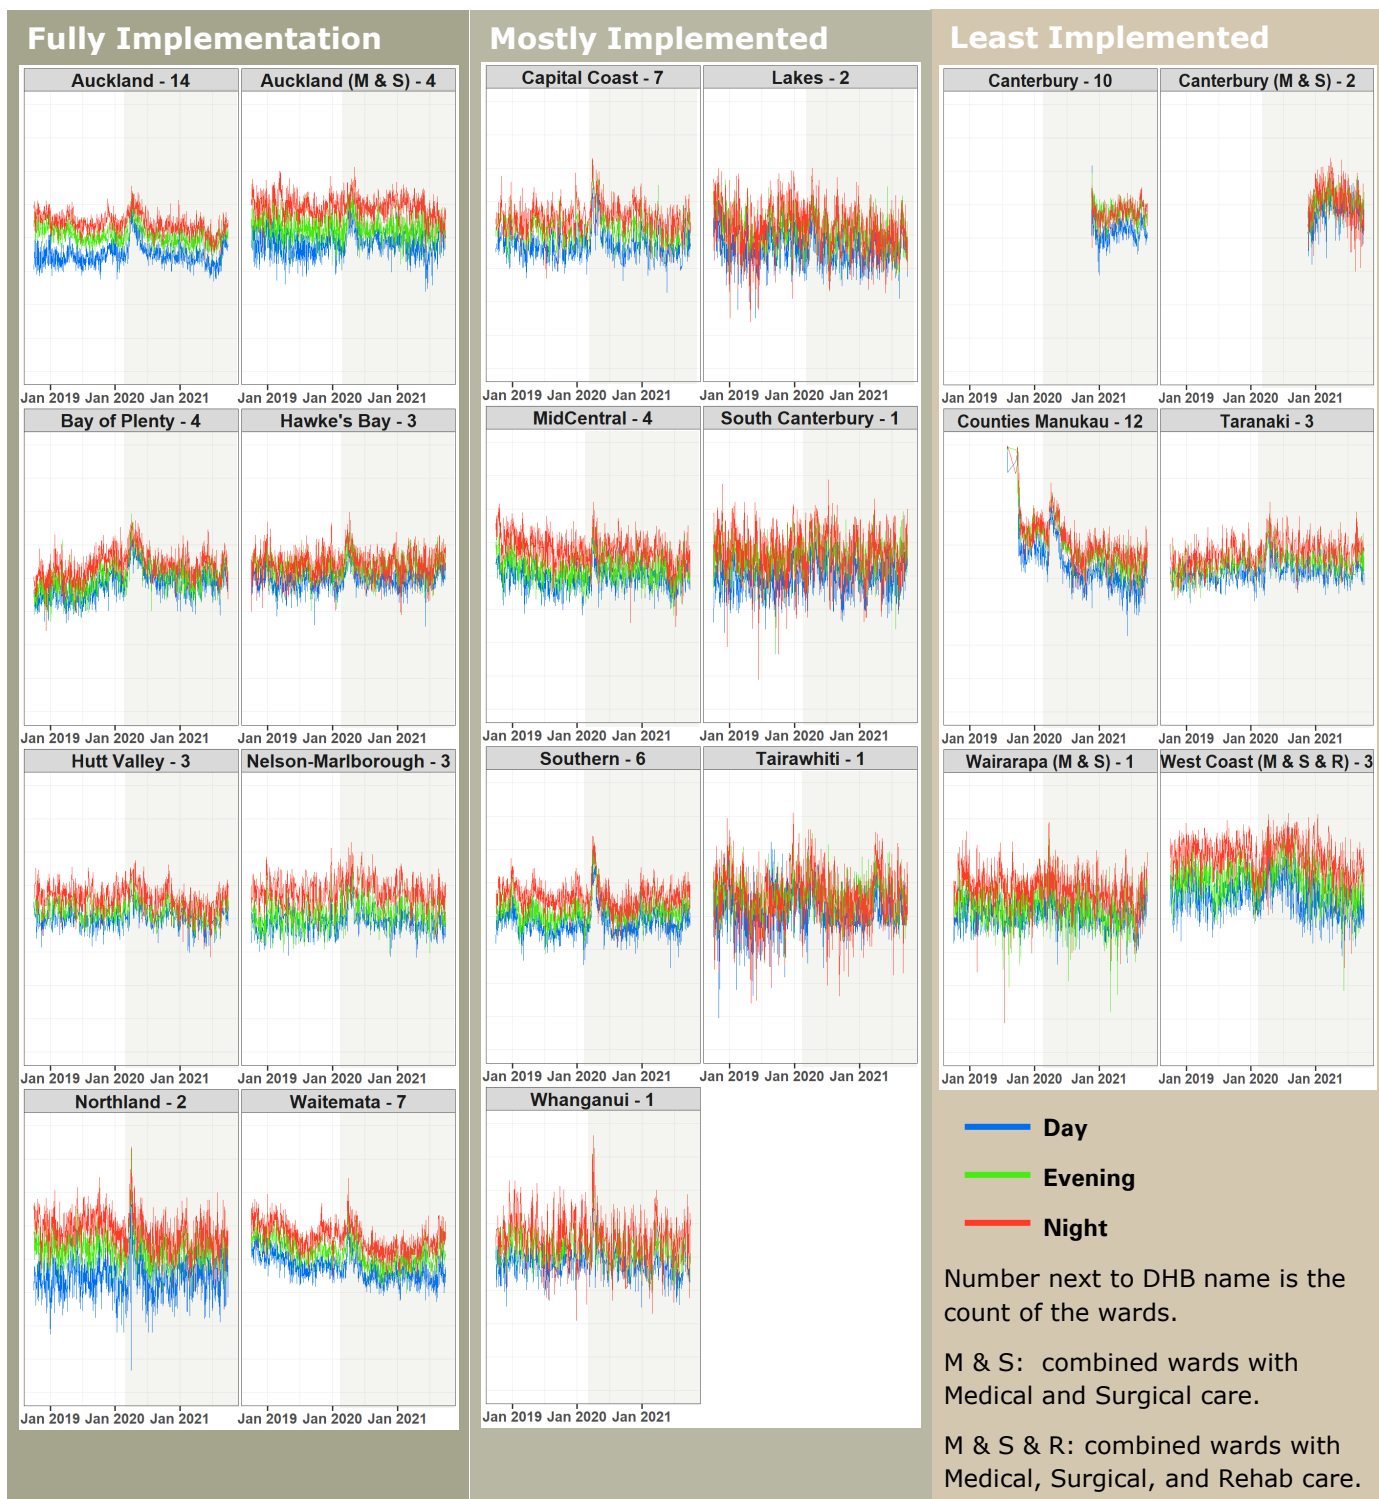 Fully Implementation
Auckland - 14
Auckland (M & S) - 4
Jan 2019 Jan 2020 Jan 2021
Jan 2019 Jan 2020 Jan 2021
Bay of Plenty - 4
Hawke's Bay - 3
Jan 2019 Jan 2020 Jan 2021
Jan 2019 Jan 2020 Jan 2021
Hutt Valley - 3
Nelson-Marlborough - 3
Jan 2019 Jan 2020 Jan 2021
Jan 2019 Jan 2020 Jan 2021
Northland - 2
Waitemata - 7
Jan 2019 Jan 2020 Jan 2021
Jan 2019 Jan 2020 Jan 2021
Mostly Implemented
Capital Coast - 7
Lakes - 2
Jan 2019 Jan 2020 Jan 2021
Jan 2019 Jan 2020 Jan 2021
MidCentral - 4
South Canterbury - 1
Jan 2019 Jan 2020 Jan 2021
Jan 2019 Jan 2020 Jan 2021
Southern - 6
Tairawhiti - 1
Jan 2019 Jan 2020 Jan 2021
Jan 2019 Jan 2020 Jan 2021
Whanganui - 1
Jan 2019 Jan 2020 Jan 2021
Least Implemented
Canterbury - 10
Canterbury (M & S) - 2
Jan 2019 Jan 2020 Jan 2021
Jan 2019 Jan 2020 Jan 2021
Counties Manukau - 12
Taranaki - 3
Jan 2019 Jan 2020 Jan 2021
Jan 2019 Jan 2020 Jan 2021
Wairarapa (M & S) - 1
West Coast (M & S & R) - 3
Jan 2019 Jan 2020 Jan 2021
Jan 2019 Jan 2020 Jan 2021
Day
Evening
Night
Number next to DHB name is the
count of the wards.
M & S: combined wards with
Medical and Surgical care.
M & S & R: combined wards with
Medical, Surgical, and Rehab care.